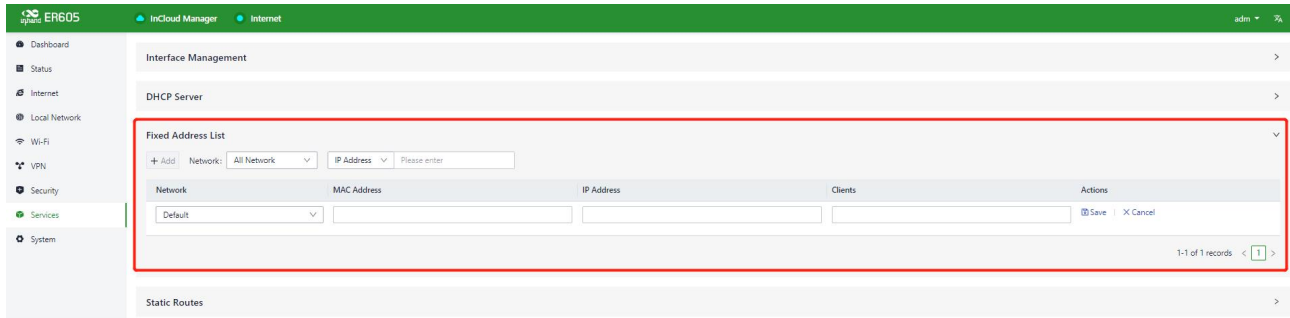 inhand ER605 InCloud Manager Internet adm
Dashboard
Status
Internet
Local Network
Wi-Fi
VPN
Security
Services
System
Interface Management
DHCP Server
Fixed Address List
+ Add Network: All Network IP Address Please enter
Network MAC Address IP Address Clients Actions
Default Save Cancel
1-1 of 1 records < 1 >
Static Routes